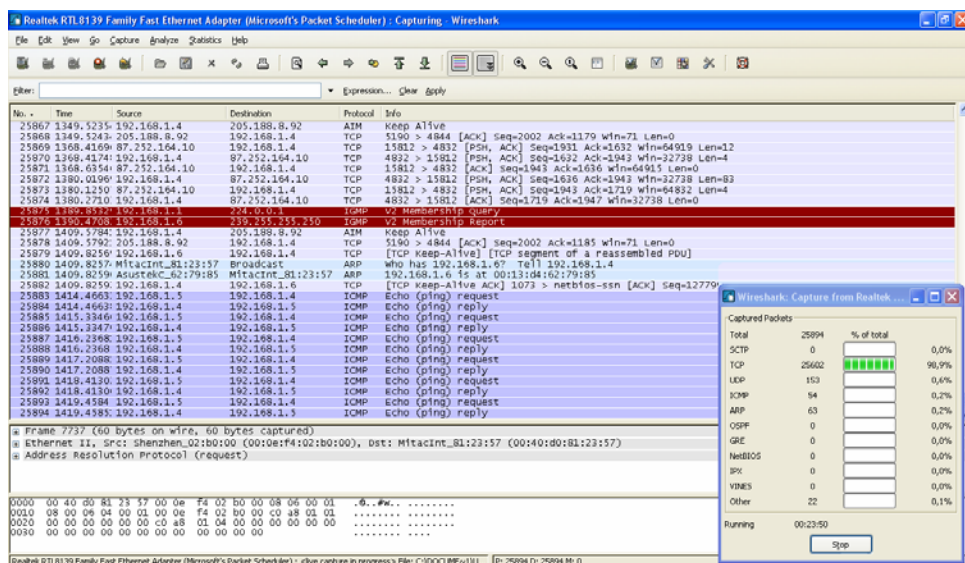 Realtek RTL8139 Family Fast Ethernet Adapter (Microsoft's Packet Scheduler) : Capturing - Wireshark
File Edit View Go Capture Analyze Statistics Help
Filter: Expression... Clear Apply
No. . Time Source Destination Protocol Info
25867 1349.5235 192.168.1.4 205.188.8.92 AIM Keep Alive
25868 1349.5243 205.188.8.92 192.168.1.4 TCP 5190 > 4844 [ACK] Seq=2002 Ack=1179 Win=71 Len=0
25869 1368.4169 87.252.164.10 192.168.1.4 TCP 15812 > 4832 [PSH, ACK] Seq=1931 Ack=1632 Win=64919 Len=12
25870 1368.4174 192.168.1.4 87.252.164.10 TCP 4832 > 15812 [PSH, ACK] Seq=1632 Ack=1943 Win=32738 Len=4
25871 1368.6354 87.252.164.10 192.168.1.4 TCP 15812 > 4832 [ACK] Seq=1943 Ack=1636 Win=64915 Len=0
25872 1380.0196 192.168.1.4 87.252.164.10 TCP 4832 > 15812 [PSH, ACK] Seq=1636 Ack=1943 Win=32738 Len=83
25873 1380.1250 87.252.164.10 192.168.1.4 TCP 15812 > 4832 [PSH, ACK] Seq=1943 Ack=1719 Win=64832 Len=4
25874 1380.2710 192.168.1.4 87.252.164.10 TCP 4832 > 15812 [ACK] Seq=1719 Ack=1947 Win=32738 Len=0
25875 1389.8532 192.168.1.1 224.0.0.1 IGMP V2 Membership Query
25876 1390.4708 192.168.1.6 239.255.255.250 IGMP V2 Membership Report
25877 1409.5784 192.168.1.4 205.188.8.92 AIM Keep Alive
25878 1409.5792 205.188.8.92 192.168.1.4 TCP 5190 > 4844 [ACK] Seq=2002 Ack=1185 Win=71 Len=0
25879 1409.8256 192.168.1.6 192.168.1.4 TCP [TCP Keep-Alive] [TCP segment of a reassembled PDU]
25880 1409.8257 MitacInt_81:23:57 Broadcast ARP Who has 192.168.1.6? Tell 192.168.1.4
25881 1409.8259 AsustekC_62:79:85 MitacInt_81:23:57 ARP 192.168.1.6 is at 00:13:d4:62:79:85
25882 1409.8259 192.168.1.4 192.168.1.6 TCP [TCP Keep-Alive ACK] 1073 > netbios-ssn [ACK] Seq=12779
25883 1414.4663 192.168.1.5 192.168.1.4 ICMP Echo (ping) request
25884 1414.4663 192.168.1.4 192.168.1.5 ICMP Echo (ping) reply
25885 1415.3346 192.168.1.5 192.168.1.4 ICMP Echo (ping) request
25886 1415.3347 192.168.1.4 192.168.1.5 ICMP Echo (ping) reply
25887 1416.2368 192.168.1.5 192.168.1.4 ICMP Echo (ping) request
25888 1416.2368 192.168.1.4 192.168.1.5 ICMP Echo (ping) reply
25889 1417.2088 192.168.1.5 192.168.1.4 ICMP Echo (ping) request
25890 1417.2088 192.168.1.4 192.168.1.5 ICMP Echo (ping) reply
25891 1418.4130 192.168.1.5 192.168.1.4 ICMP Echo (ping) request
25892 1418.4130 192.168.1.4 192.168.1.5 ICMP Echo (ping) reply
25893 1419.4584 192.168.1.5 192.168.1.4 ICMP Echo (ping) request
25894 1419.4585 192.168.1.4 192.168.1.5 ICMP Echo (ping) reply
Frame 7737 (60 bytes on wire, 60 bytes captured)
Ethernet II, Src: Shenzhen_02:b0:00 (00:0e:f4:02:b0:00), Dst: MitacInt_81:23:57 (00:40:d0:81:23:57)
Address Resolution Protocol (request)
0000 00 40 d0 81 23 57 00 0e f4 02 b0 00 08 06 00 01 .@..#W.. ........
0010 08 00 06 04 00 01 00 0e f4 02 b0 00 c0 a8 01 01 ........ ........
0020 00 00 00 00 00 00 c0 a8 01 04 00 00 00 00 00 00 ........ ........
0030 00 00 00 00 00 00 00 00 00 00 00 00 ........ ....
Realtek RTL8139 Family Fast Ethernet Adapter (Microsoft's Packet Scheduler) : <live capture in progress> File: C:\DOCUME~1\U P: 25894 D: 25894 M: 0
Wireshark: Capture from Realtek ...
Captured Packets
Total 25894 % of total
SCTP 0 0,0%
TCP 25602 98,9%
UDP 153 0,6%
ICMP 54 0,2%
ARP 63 0,2%
OSPF 0 0,0%
GRE 0 0,0%
NetBIOS 0 0,0%
IPX 0 0,0%
VINES 0 0,0%
Other 22 0,1%
Running 00:23:50
Stop